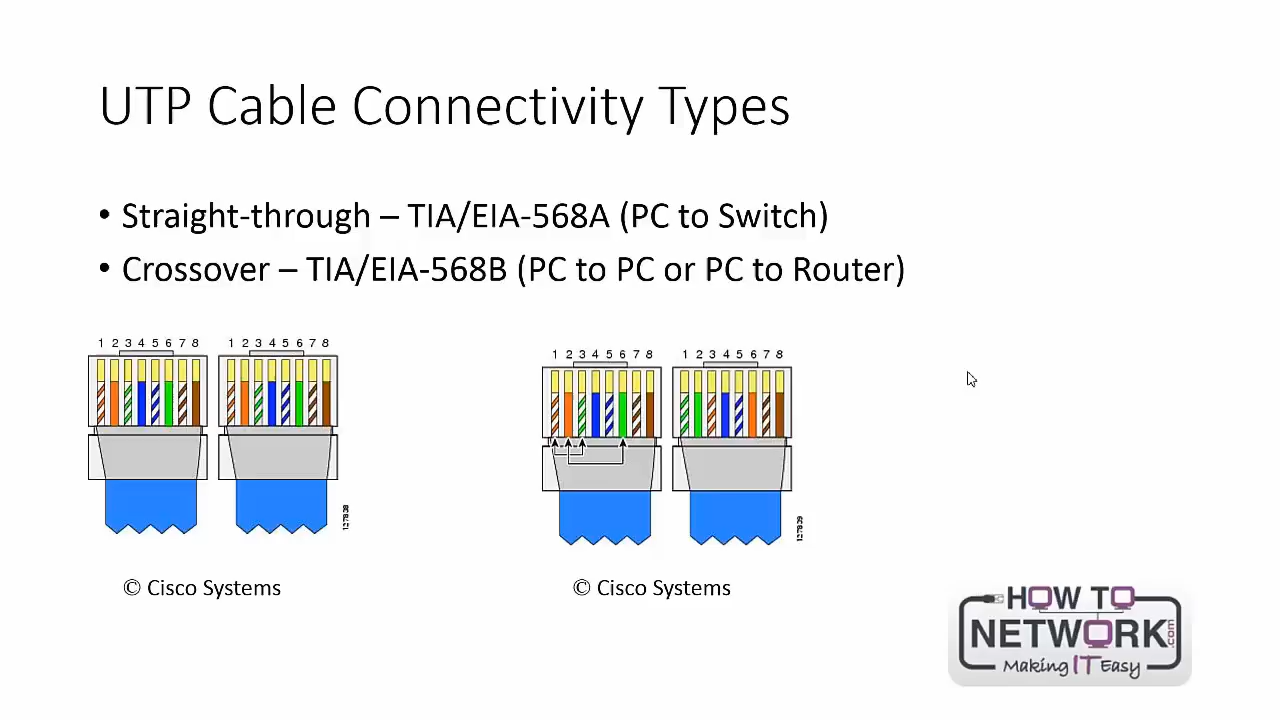 UTP Cable Connectivity Types
• Straight-through – TIA/EIA-568A (PC to Switch)
• Crossover – TIA/EIA-568B (PC to PC or PC to Router)
1 2 3 4 5 6 7 8
1 2 3 4 5 6 7 8
127838
1 2 3 4 5 6 7 8
1 2 3 4 5 6 7 8
127839
© Cisco Systems
© Cisco Systems
HOW TO
NETWORK.com
Making IT Easy